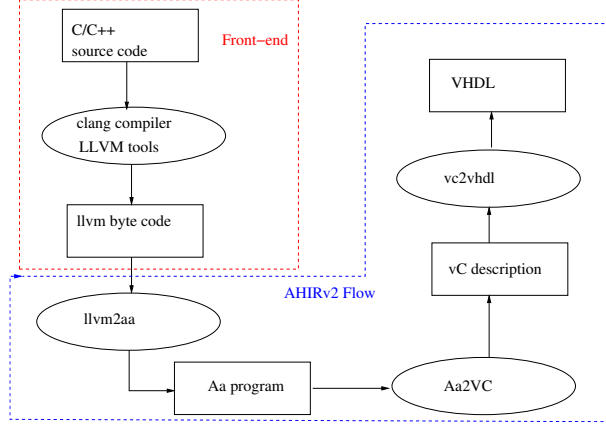 C/C++
source code
Front−end
clang compiler
LLVM tools
llvm byte code
llvm2aa
Aa program
AHIRv2 Flow
VHDL
vc2vhdl
vC description
Aa2VC